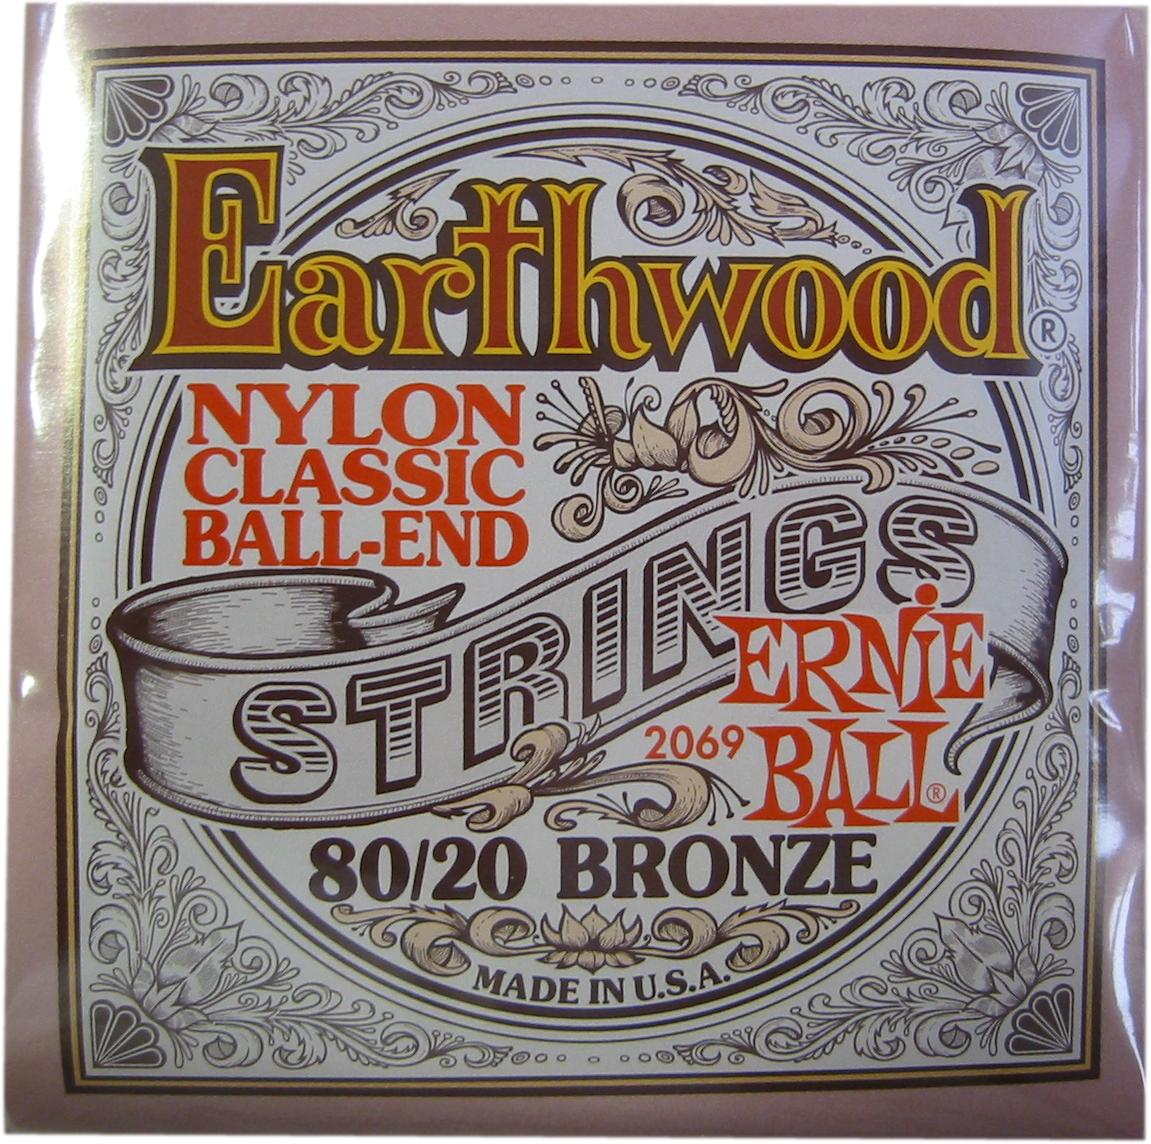 Earthwood®
NYLON
CLASSIC
BALL-END
STRINGS
ERNIE
2069 BALL®
80/20 BRONZE
MADE IN U.S.A.